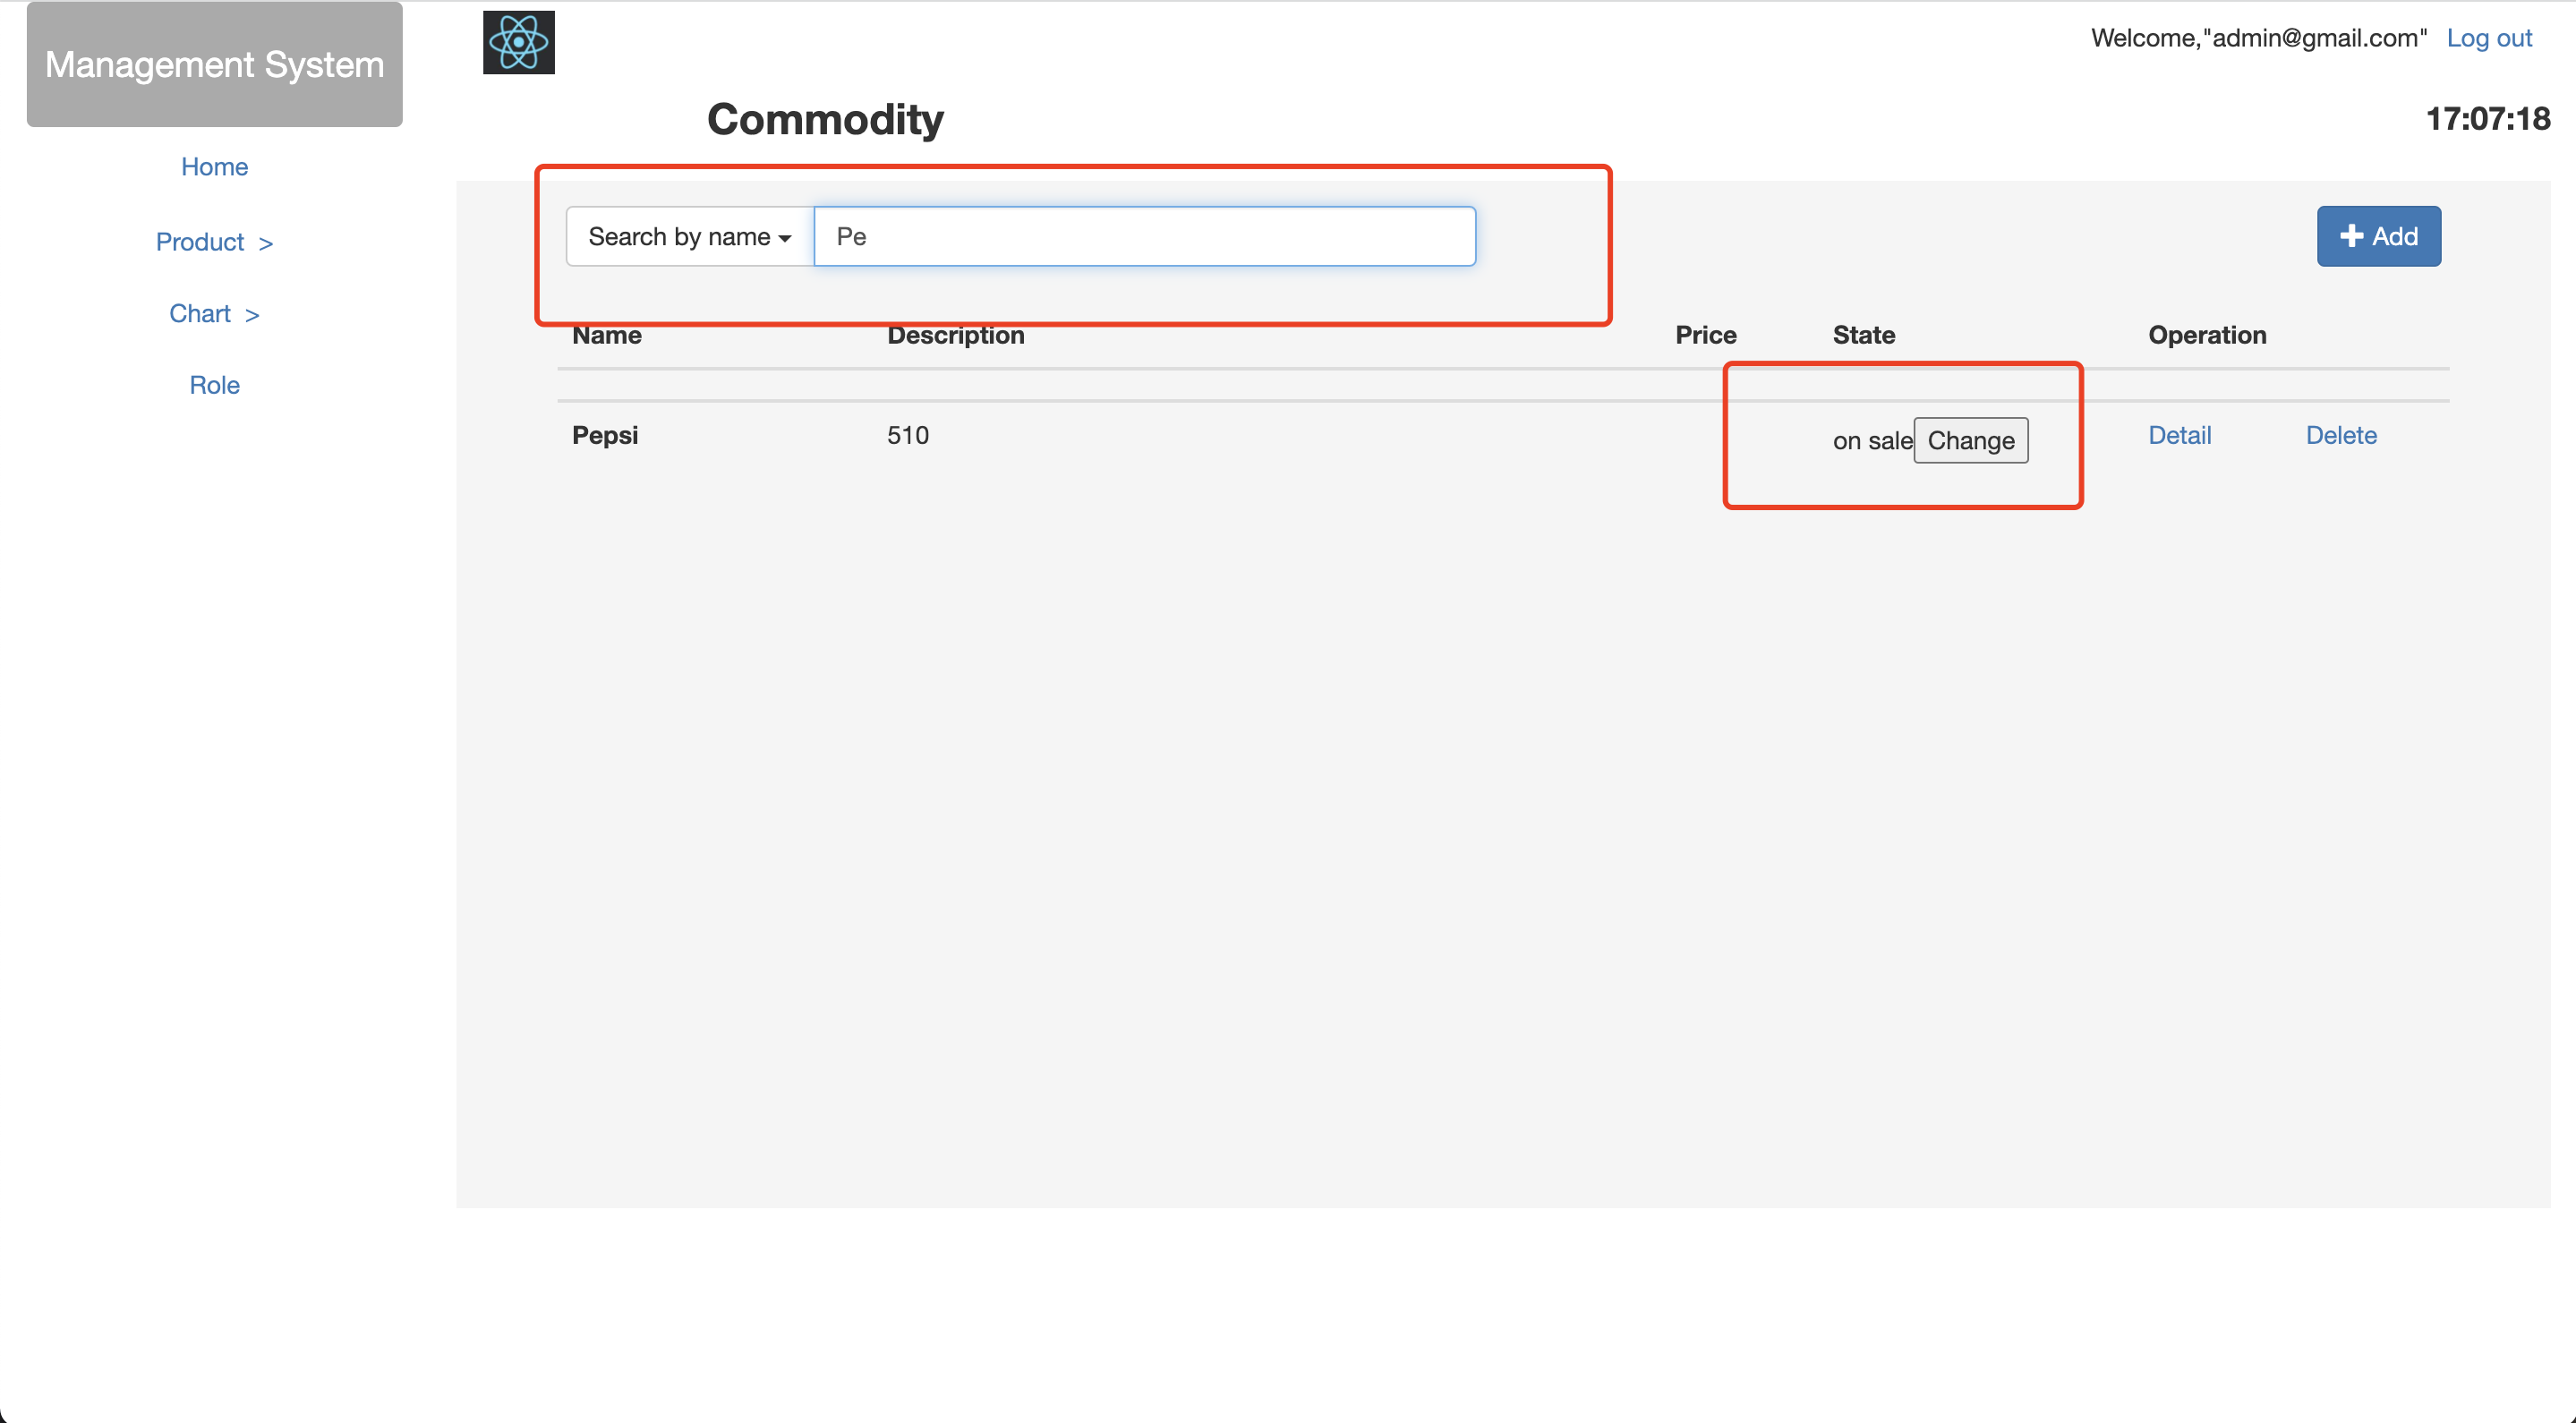 Management System
Welcome,"admin@gmail.com" Log out
Commodity
17:07:18
Home
Product >
Chart >
Role
Search by name
Pe
Add
Name Description Price State Operation
Pepsi 510 on sale Change Detail Delete